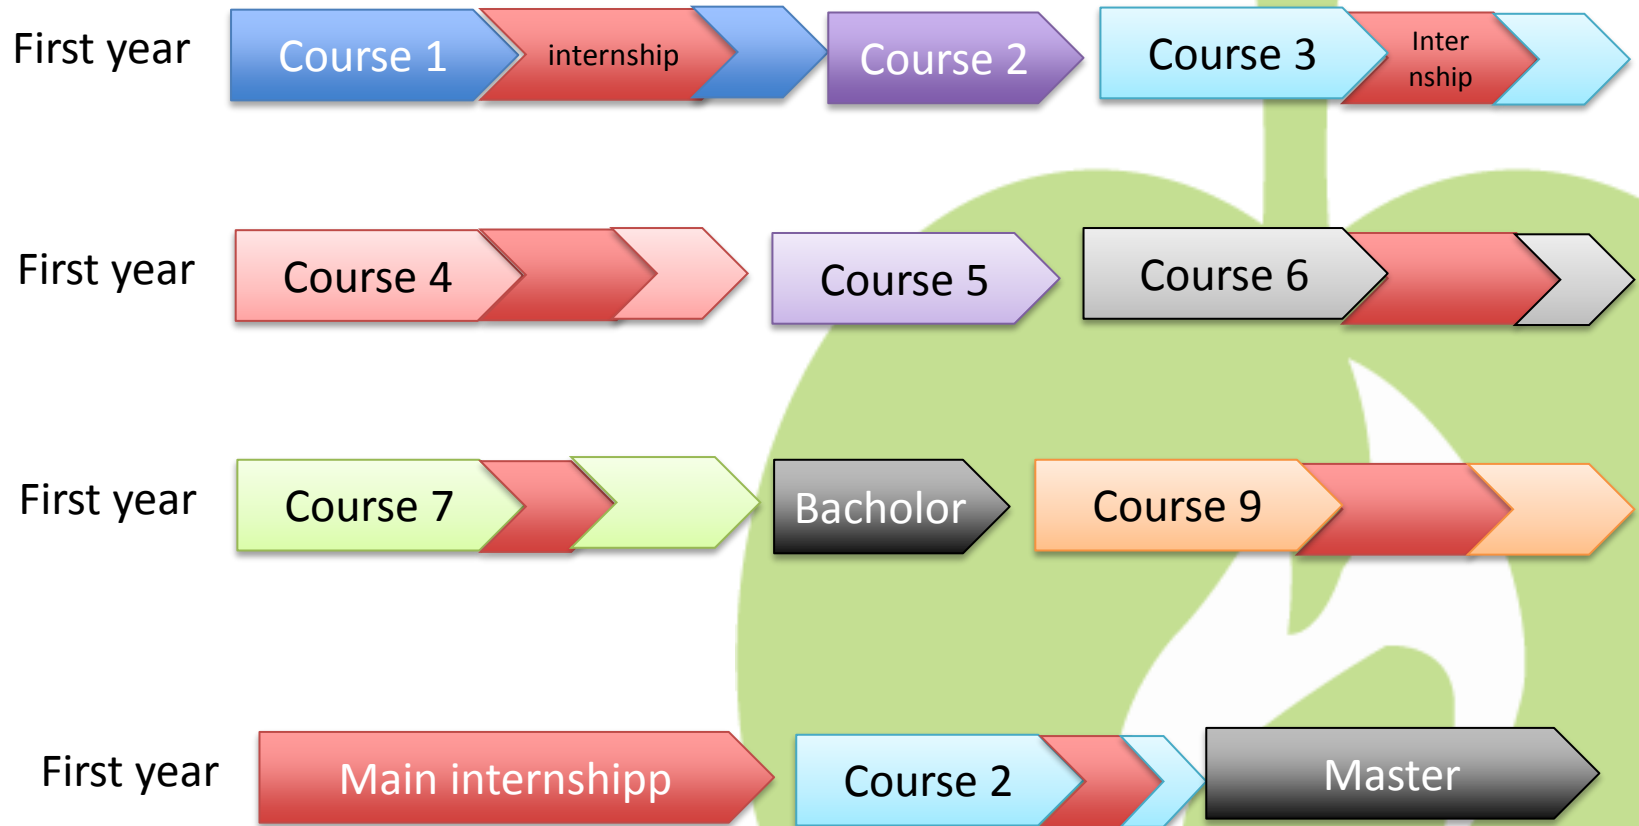 First year Course 1 internship Course 2 Course 3 Inter
nship
First year Course 4 Course 5 Course 6
First year Course 7 Bacholor Course 9
First year Main internshipp Course 2 Master